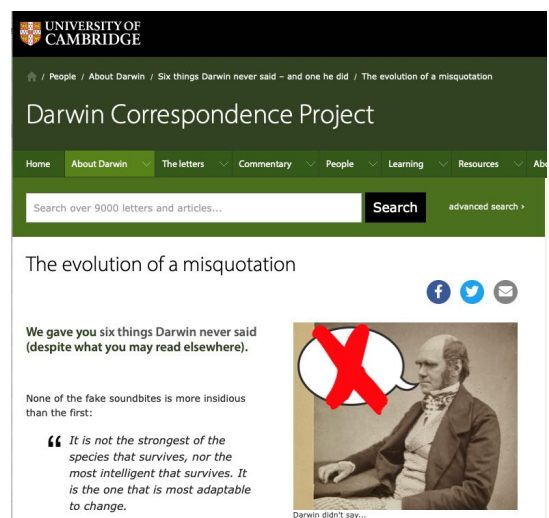 UNIVERSITY OF
CAMBRIDGE
/ People / About Darwin / Six things Darwin never said – and one he did / The evolution of a misquotation
Darwin Correspondence Project
Home About Darwin The letters Commentary People Learning Resources Abo
Search over 9000 letters and articles... Search advanced search ›
The evolution of a misquotation
f
We gave you six things Darwin never said
(despite what you may read elsewhere).
None of the fake soundbites is more insidious
than the first:
“ It is not the strongest of the
species that survives, nor the
most intelligent that survives. It
is the one that is most adaptable
to change.
Darwin didn't say...